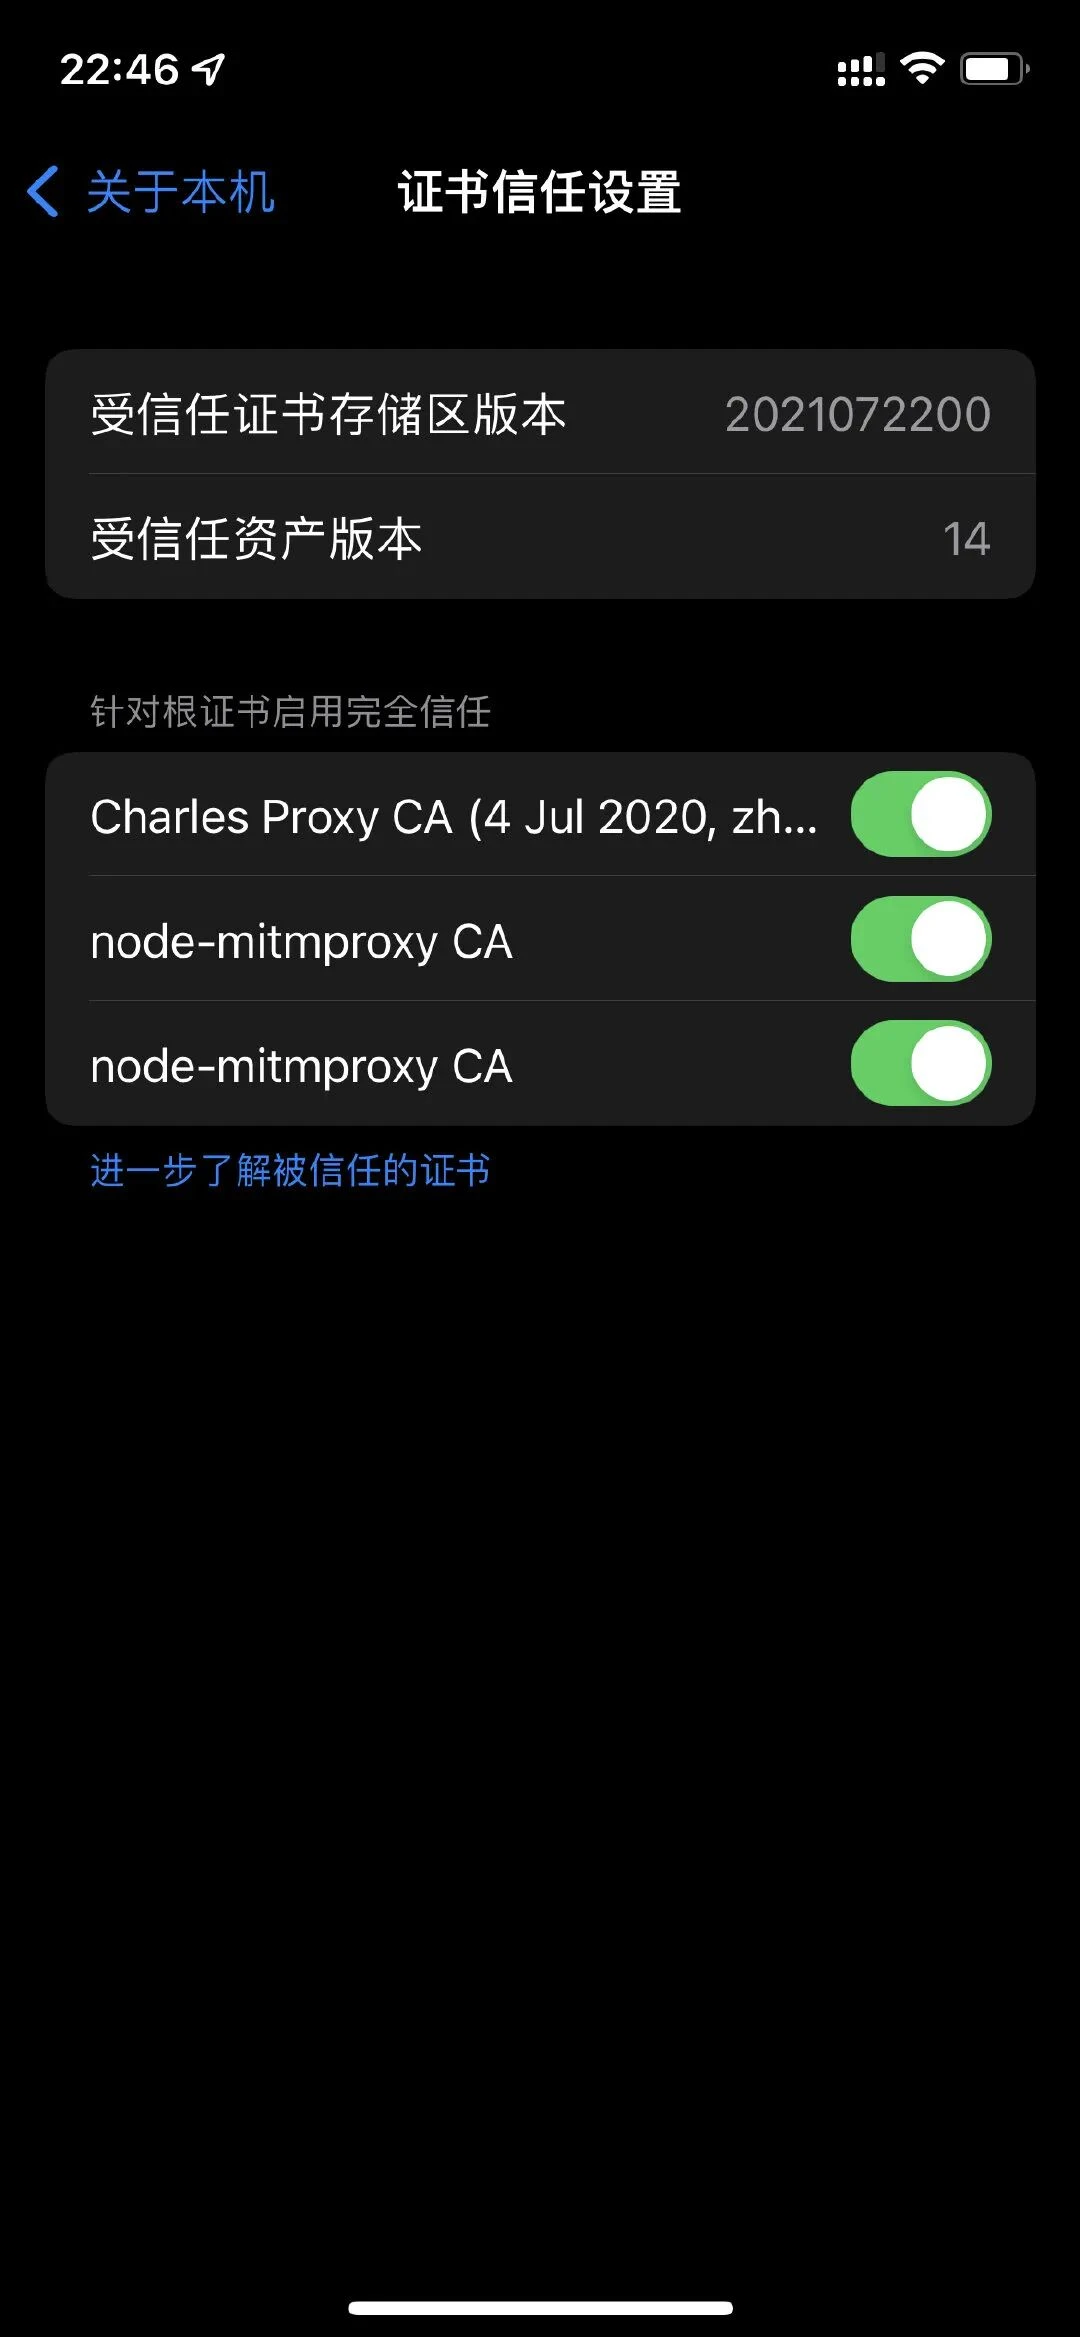 22:46
关于本机
证书信任设置
受信任证书存储区版本 2021072200
受信任资产版本 14
针对根证书启用完全信任
Charles Proxy CA (4 Jul 2020, zh...
node-mitmproxy CA
node-mitmproxy CA
进一步了解被信任的证书